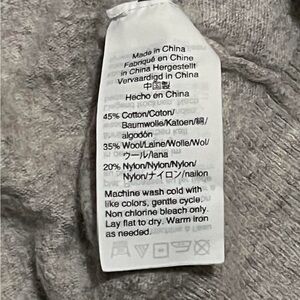 Made in China
Fabriqué en Chine
in China Hergestellt
Vervaardigd in China
中国製
Hecho en China
45% Cotton/Coton/
Baumwolle/Katoen/綿/
algodón
35% Wool/Laine/Wolle/Wol/
ウール/lana
20% Nylon/Nylon/Nylon/
Nylon/ナイロン/nailon
Machine wash cold with
like colors, gentle cycle.
Non chlorine bleach only.
Lay flat to dry. Warm iron
as needed.